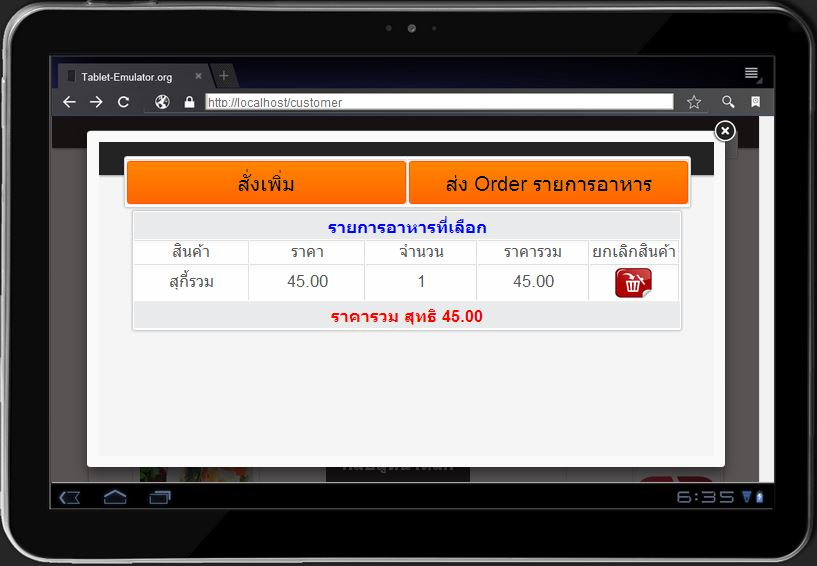 Tablet-Emulator.org
http://localhost/customer
สั่งเพิ่ม
ส่ง Order รายการอาหาร
รายการอาหารที่เลือก
สินค้า ราคา จำนวน ราคารวม ยกเลิกสินค้า
สุกี้รวม 45.00 1 45.00
ราคารวม สุทธิ 45.00
6:35